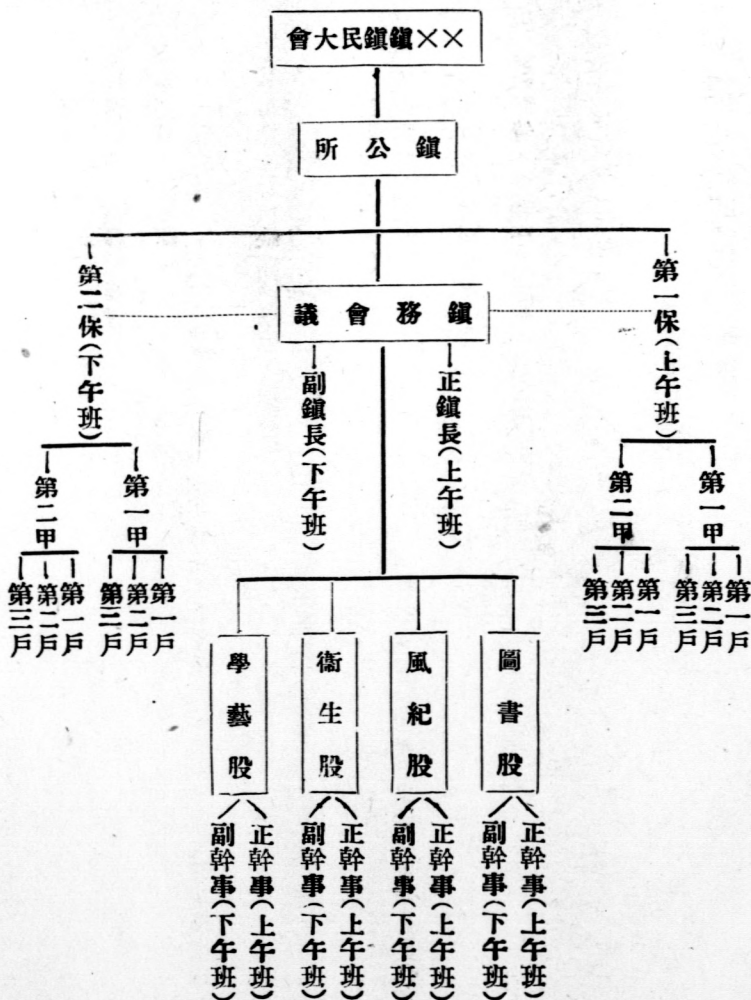 ××鎭鎭民大會
鎭公所
第一保(上午班)
鎭務會議
第二保(下午班)
正鎭長(上午班)
副鎭長(下午班)
第一甲
第二甲
第一甲
第二甲
第一戶
第二戶
第三戶
第一戶
第二戶
第三戶
第一戶
第二戶
第三戶
第一戶
第二戶
第三戶
圖書股
風紀股
衞生股
學藝股
正幹事(上午班)
副幹事(下午班)
正幹事(上午班)
副幹事(下午班)
正幹事(上午班)
副幹事(下午班)
正幹事(上午班)
副幹事(下午班)